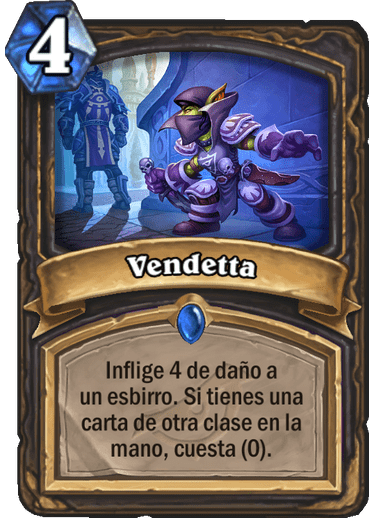 4
Vendetta
Inflige 4 de daño a
un esbirro. Si tienes una
carta de otra clase en la
mano, cuesta (0).